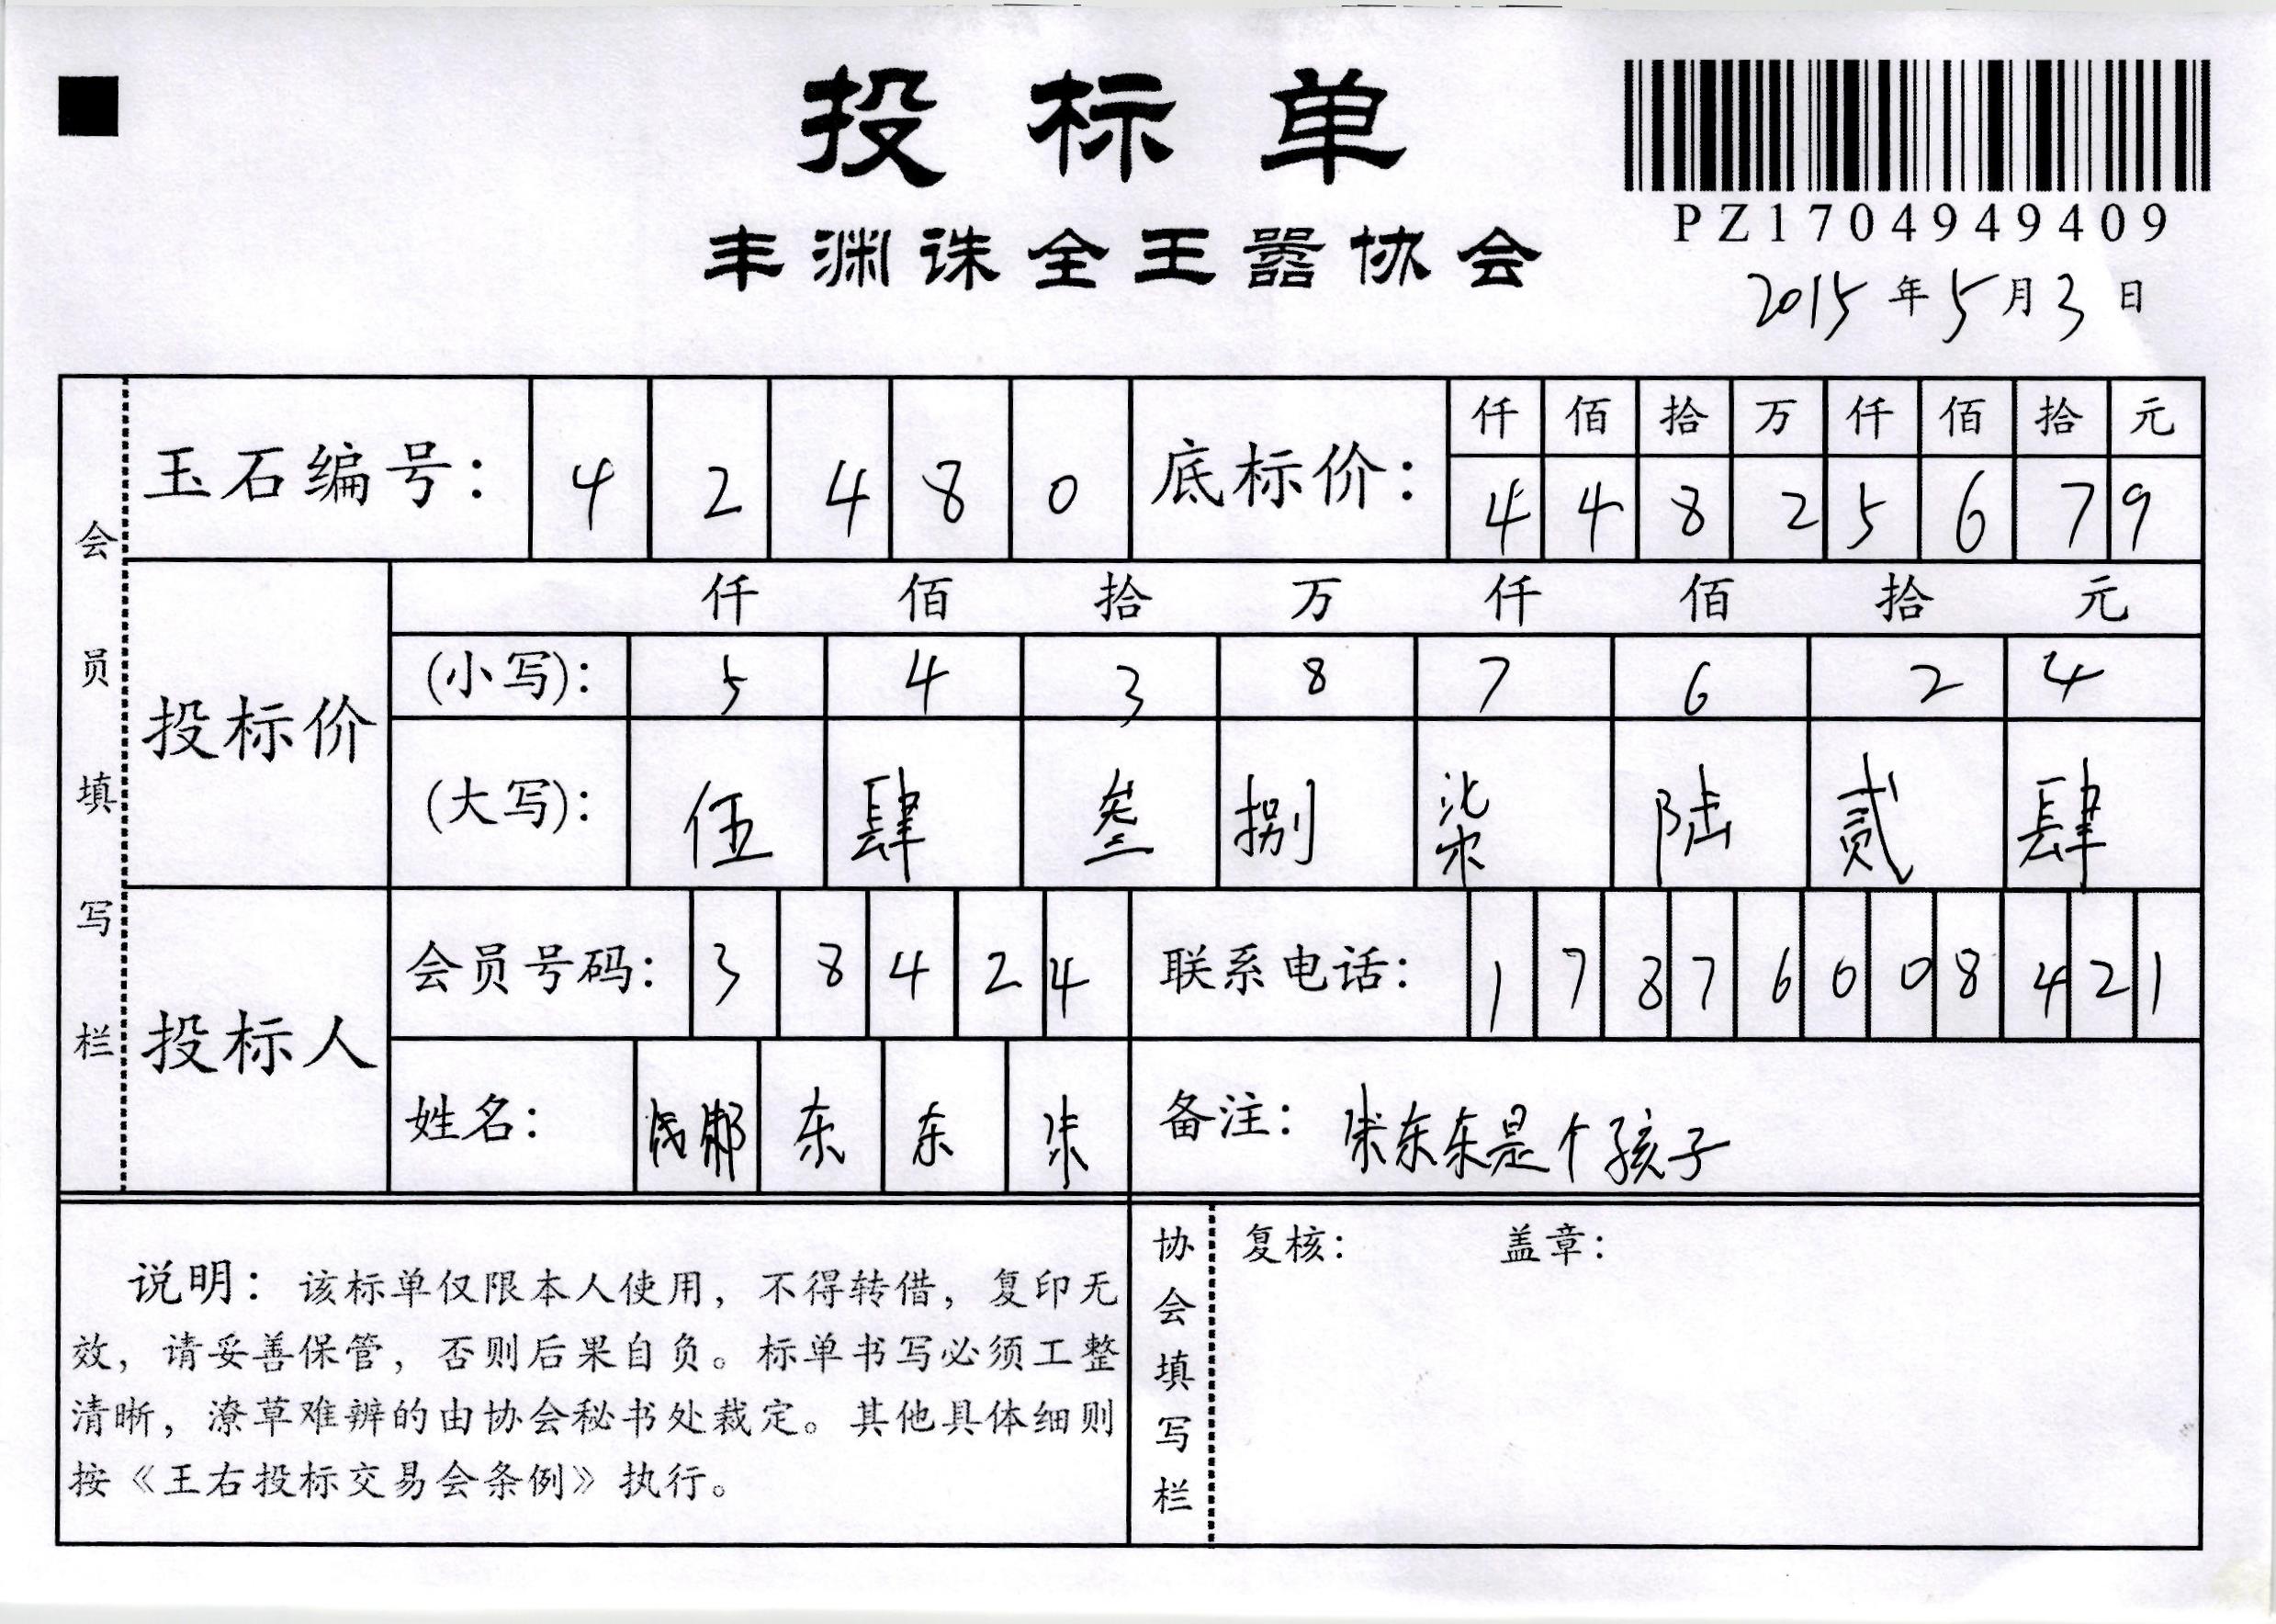 投标单
PZ1704949409
丰渊诛全王嚣协会
2015年5月3日
会员填写栏
玉石编号： 4 2 4 8 0
底标价： 仟 佰 拾 万 仟 佰 拾 元
4 4 8 2 5 6 7 9
投标价
仟 佰 拾 万 仟 佰 拾 元
(小写)： 5 4 3 8 7 6 2 4
(大写)： 伍 肆 叁 捌 柒 陆 贰 肆
投标人
会员号码： 3 8 4 2 4
联系电话： 1 7 8 7 6 0 0 8 4 2 1
姓名： 东 东
备注： 东东是个孩子
说明：该标单仅限本人使用，不得转借，复印无
效，请妥善保管，否则后果自负。标单书写必须工整
清晰，潦草难辨的由协会秘书处裁定。其他具体细则
按《王右投标交易会条例》执行。
协会填写栏
复核： 盖章：